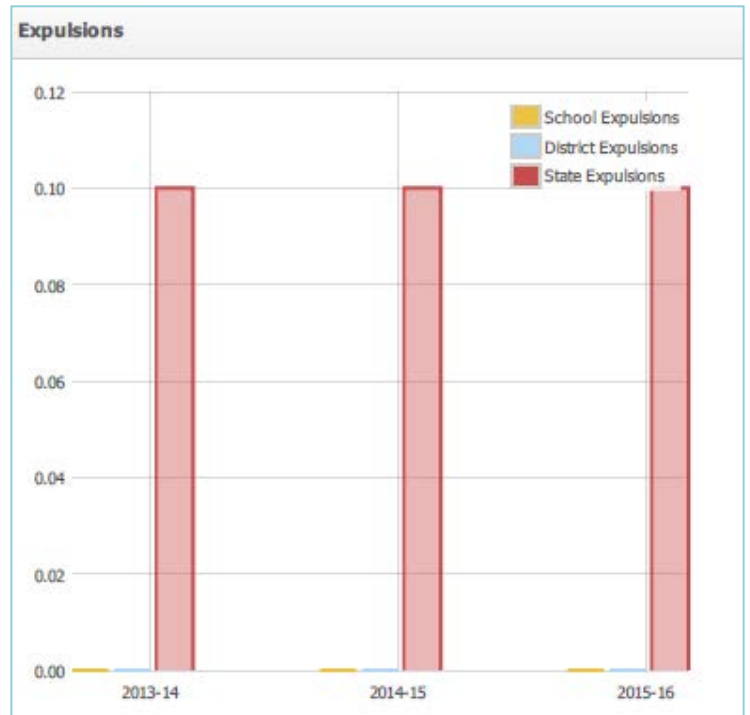 Expulsions
0.12
School Expulsions
District Expulsions
State Expulsions
0.10
0.08
0.06
0.04
0.02
0.00
2013-14 2014-15 2015-16